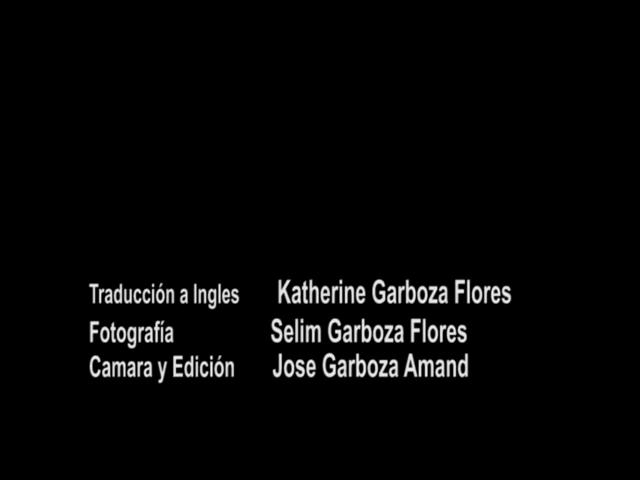 Traducción a Ingles Katherine Garboza Flores
Fotografía Selim Garboza Flores
Camara y Edición Jose Garboza Amand